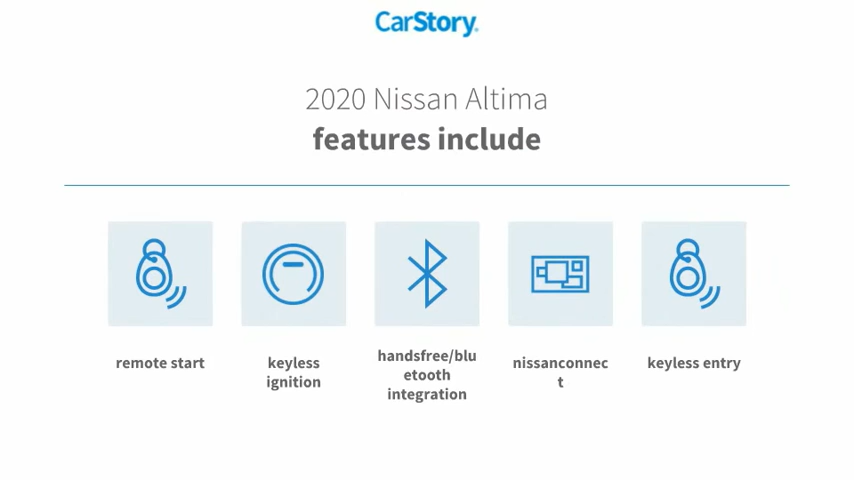 CarStory.
2020 Nissan Altima
features include
remote start
keyless
ignition
handsfree/blu
etooth
integration
nissanconnec
t
keyless entry